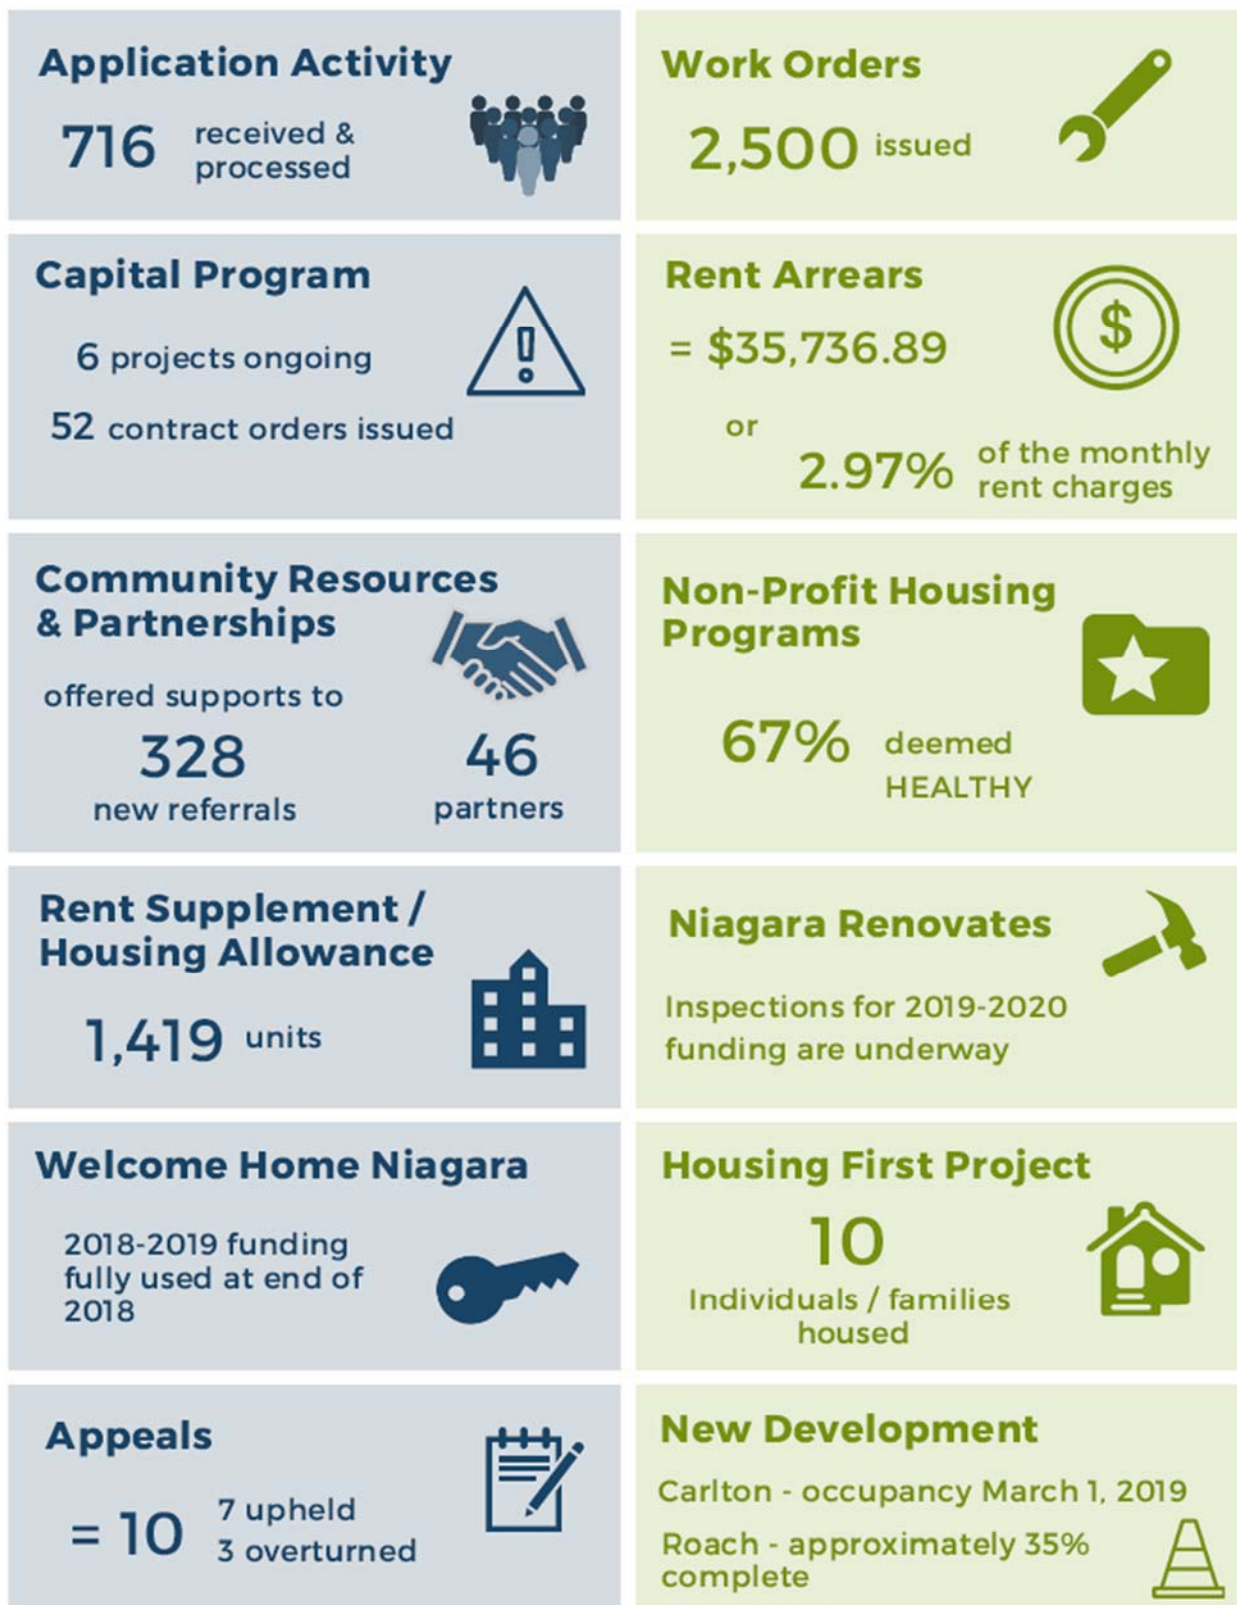 Application Activity
716 received &
processed
Work Orders
2,500 issued
Capital Program
6 projects ongoing
52 contract orders issued
Rent Arrears
= $35,736.89
or
2.97% of the monthly
rent charges
Community Resources
& Partnerships
offered supports to
328
new referrals
46
partners
Non-Profit Housing
Programs
67% deemed
HEALTHY
Rent Supplement /
Housing Allowance
1,419 units
Niagara Renovates
Inspections for 2019-2020
funding are underway
Welcome Home Niagara
2018-2019 funding
fully used at end of
2018
Housing First Project
10
Individuals / families
housed
Appeals
= 10 7 upheld
3 overturned
New Development
Carlton - occupancy March 1, 2019
Roach - approximately 35%
complete